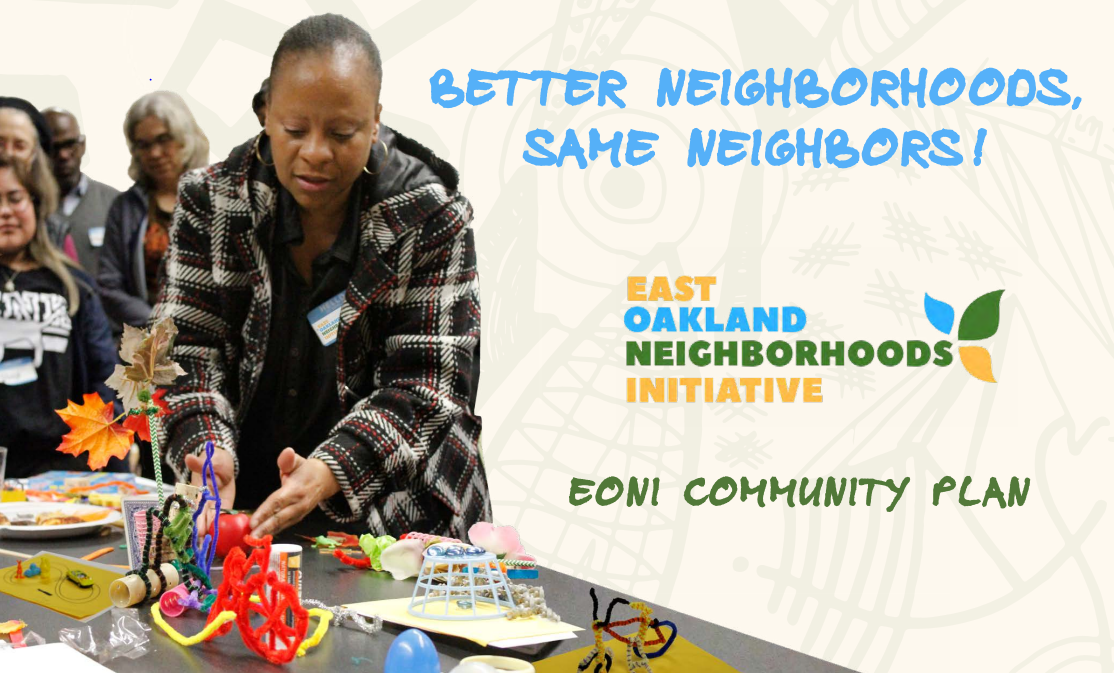 BETTER NEIGHBORHOODS,
SAME NEIGHBORS!
EAST
OAKLAND
NEIGHBORHOODS
INITIATIVE
EONI COMMUNITY PLAN